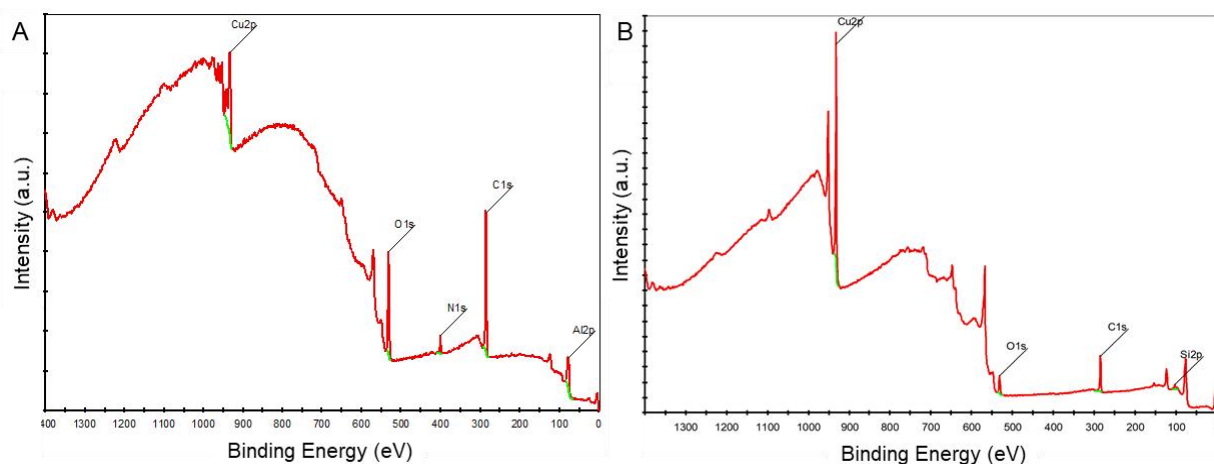 A
Cu2p
O1s
N1s
C1s
Al2p
Intensity (a.u.)
400 1300 1200 1100 1000 900 800 700 600 500 400 300 200 100 0
Binding Energy (eV)
B
Cu2p
O1s
C1s
Si2p
Intensity (a.u.)
1300 1200 1100 1000 900 800 700 600 500 400 300 200 100
Binding Energy (eV)